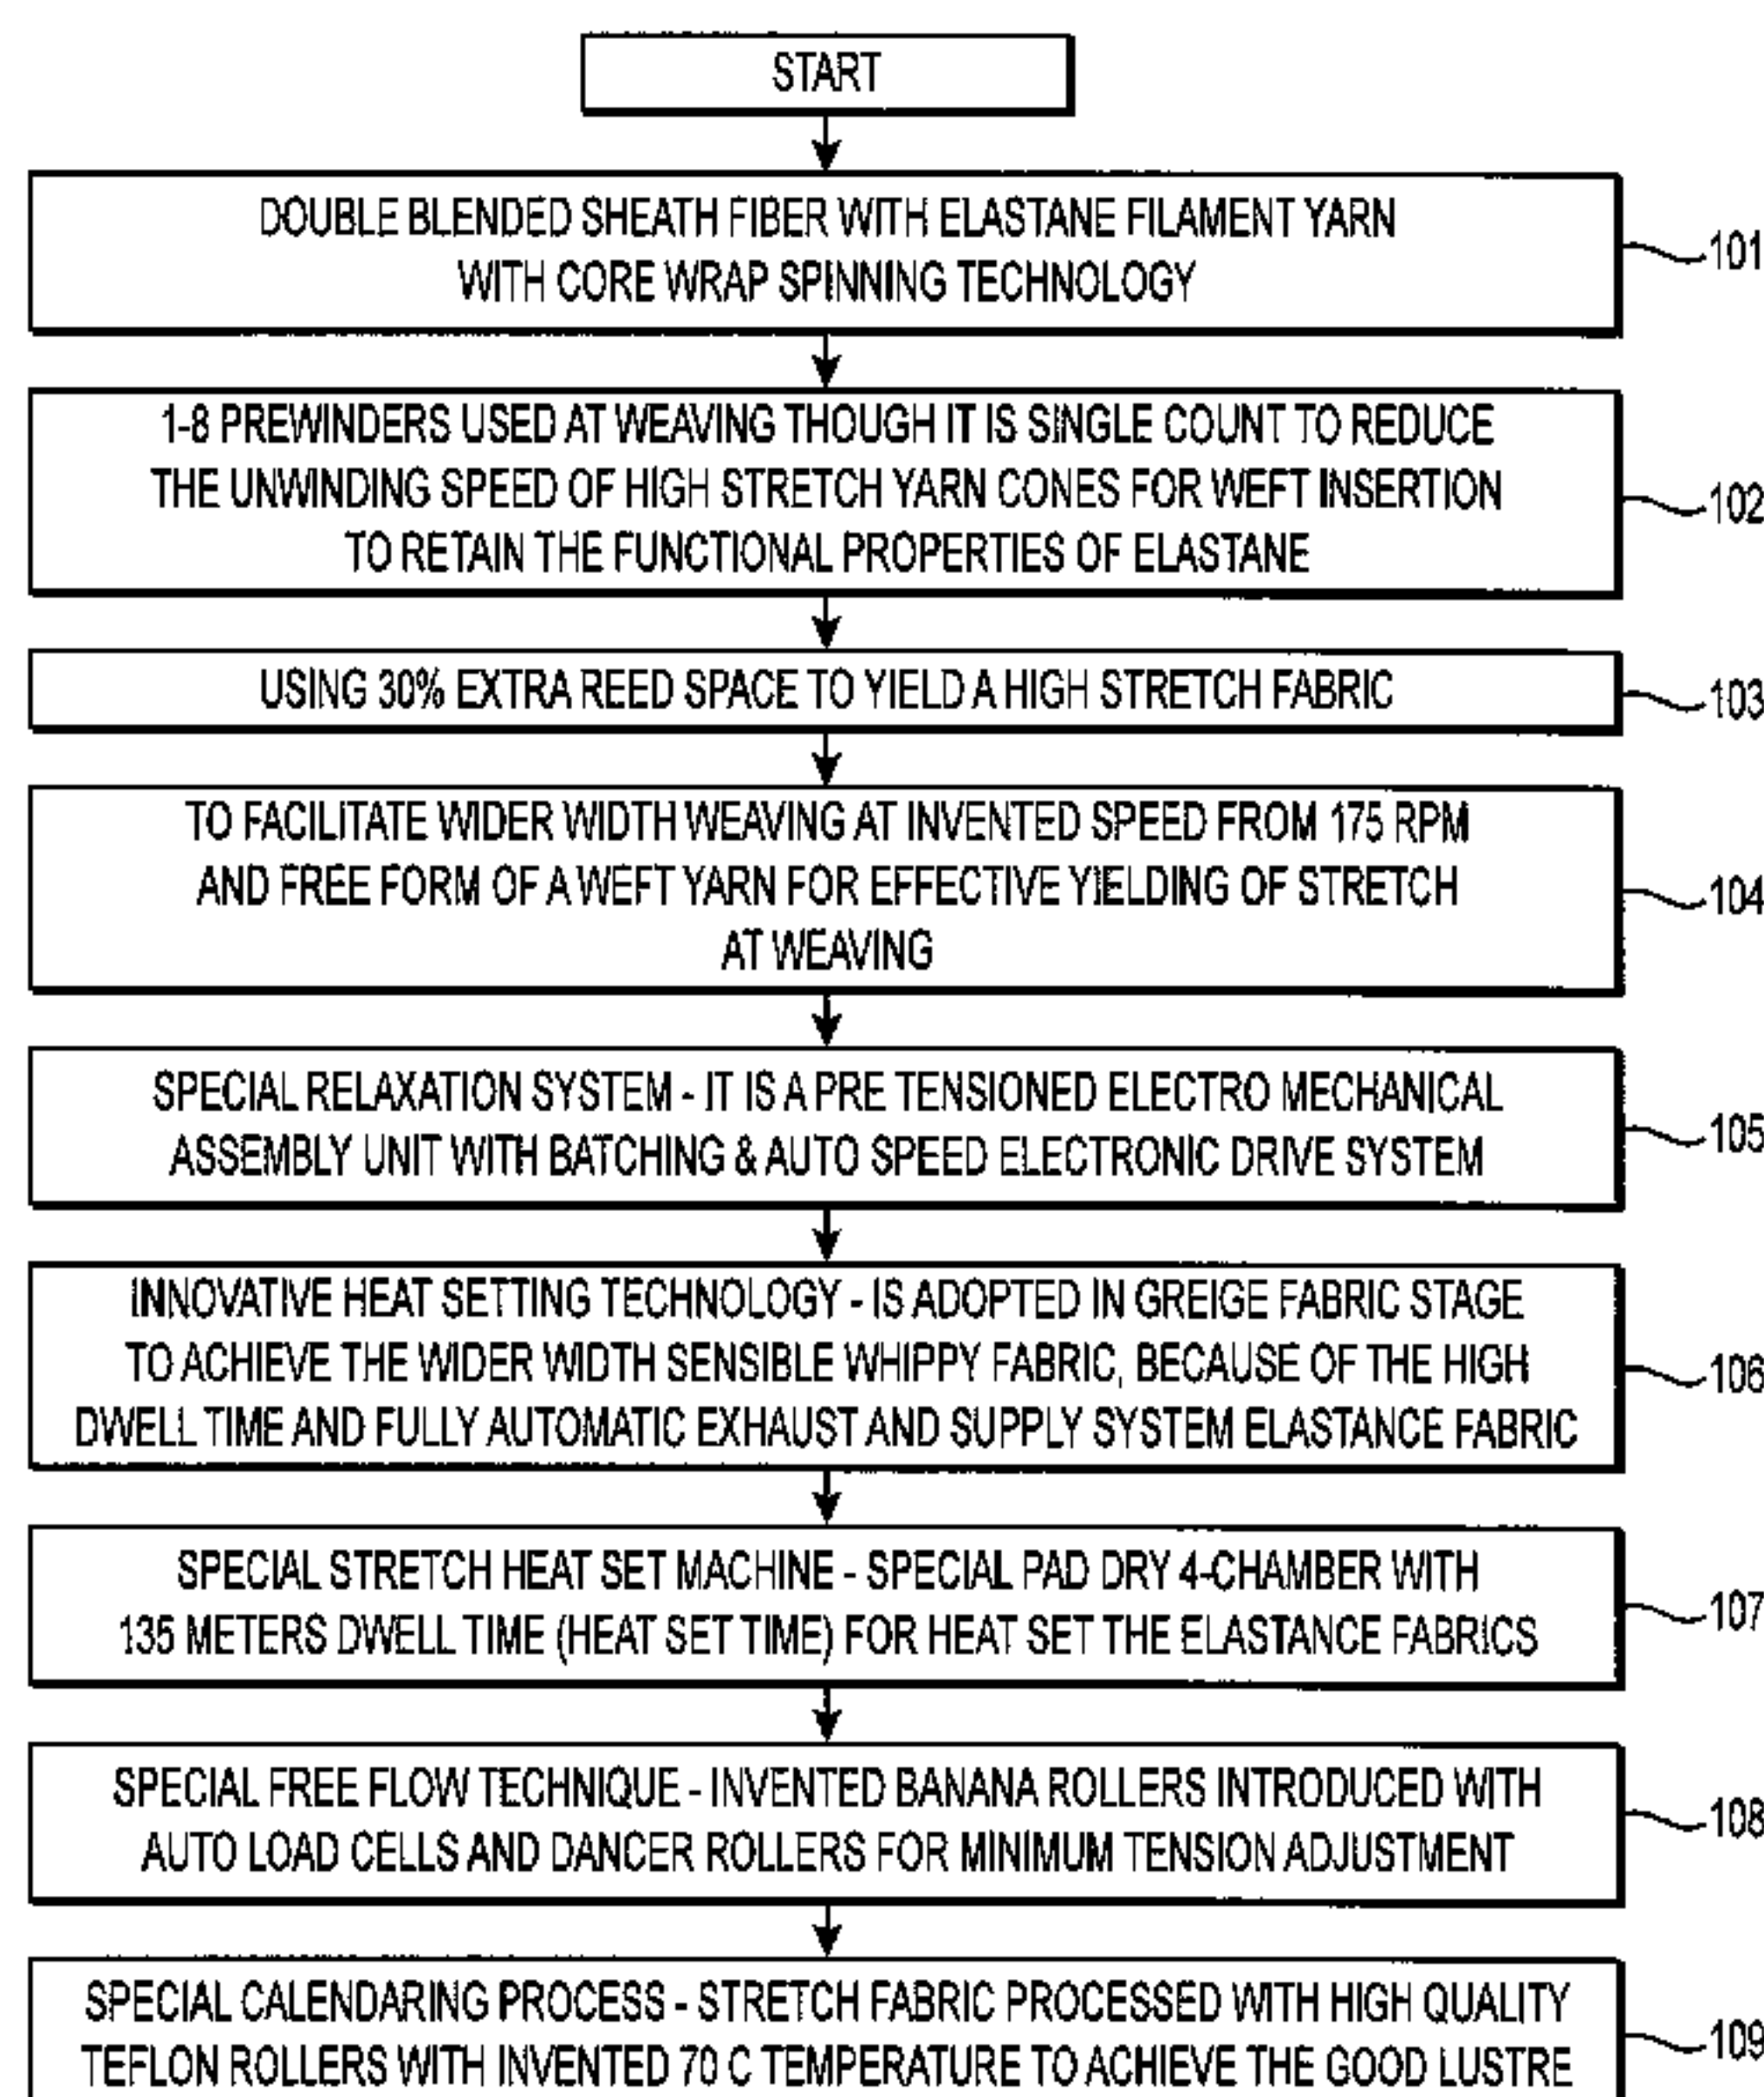 START
DOUBLE BLENDED SHEATH FIBER WITH ELASTANE FILAMENT YARN
WITH CORE WRAP SPINNING TECHNOLOGY
101
1-8 PREWINDERS USED AT WEAVING THOUGH IT IS SINGLE COUNT TO REDUCE
THE UNWINDING SPEED OF HIGH STRETCH YARN CONES FOR WEFT INSERTION
TO RETAIN THE FUNCTIONAL PROPERTIES OF ELASTANE
102
USING 30% EXTRA REED SPACE TO YIELD A HIGH STRETCH FABRIC
103
TO FACILITATE WIDER WIDTH WEAVING AT INVENTED SPEED FROM 175 RPM
AND FREE FORM OF A WEFT YARN FOR EFFECTIVE YIELDING OF STRETCH
AT WEAVING
104
SPECIAL RELAXATION SYSTEM - IT IS A PRE TENSIONED ELECTRO MECHANICAL
ASSEMBLY UNIT WITH BATCHING & AUTO SPEED ELECTRONIC DRIVE SYSTEM
105
INNOVATIVE HEAT SETTING TECHNOLOGY - IS ADOPTED IN GREIGE FABRIC STAGE
TO ACHIEVE THE WIDER WIDTH SENSIBLE WHIPPY FABRIC, BECAUSE OF THE HIGH
DWELL TIME AND FULLY AUTOMATIC EXHAUST AND SUPPLY SYSTEM ELASTANCE FABRIC
106
SPECIAL STRETCH HEAT SET MACHINE - SPECIAL PAD DRY 4-CHAMBER WITH
135 METERS DWELL TIME (HEAT SET TIME) FOR HEAT SET THE ELASTANCE FABRICS
107
SPECIAL FREE FLOW TECHNIQUE - INVENTED BANANA ROLLERS INTRODUCED WITH
AUTO LOAD CELLS AND DANCER ROLLERS FOR MINIMUM TENSION ADJUSTMENT
108
SPECIAL CALENDARING PROCESS - STRETCH FABRIC PROCESSED WITH HIGH QUALITY
TEFLON ROLLERS WITH INVENTED 70 C TEMPERATURE TO ACHIEVE THE GOOD LUSTRE
109